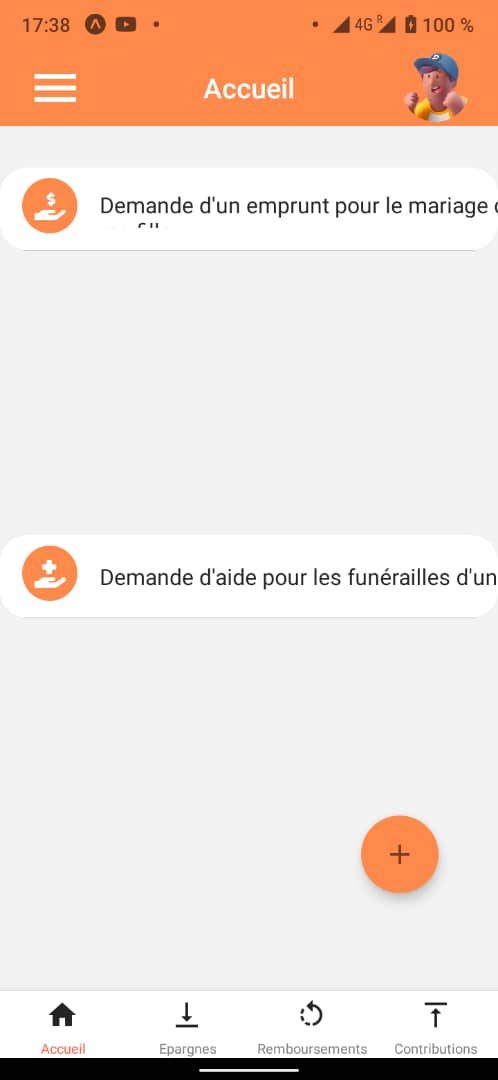 17:38
4G R 100 %
Accueil
Demande d'un emprunt pour le mariage
Demande d'aide pour les funérailles d'un
Accueil
Epargnes
Remboursements
Contributions